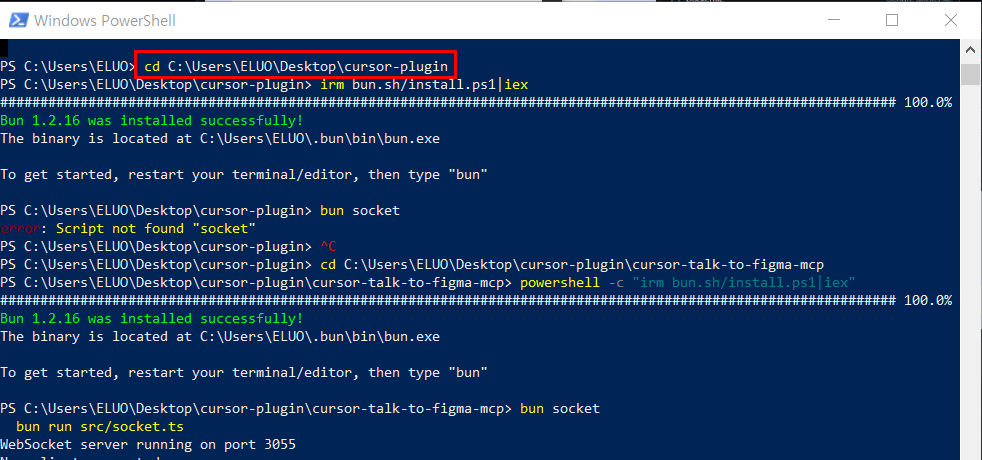 Windows PowerShell
PS C:\Users\ELUO> cd C:\Users\ELUO\Desktop\cursor-plugin
PS C:\Users\ELUO\Desktop\cursor-plugin> irm bun.sh/install.ps1|iex
################################################################################################################ 100.0%
Bun 1.2.16 was installed successfully!
The binary is located at C:\Users\ELUO\.bun\bin\bun.exe
To get started, restart your terminal/editor, then type "bun"
PS C:\Users\ELUO\Desktop\cursor-plugin> bun socket
error: Script not found "socket"
PS C:\Users\ELUO\Desktop\cursor-plugin> ^C
PS C:\Users\ELUO\Desktop\cursor-plugin> cd C:\Users\ELUO\Desktop\cursor-plugin\cursor-talk-to-figma-mcp
PS C:\Users\ELUO\Desktop\cursor-plugin\cursor-talk-to-figma-mcp> powershell -c "irm bun.sh/install.ps1|iex"
################################################################################################################ 100.0%
Bun 1.2.16 was installed successfully!
The binary is located at C:\Users\ELUO\.bun\bin\bun.exe
To get started, restart your terminal/editor, then type "bun"
PS C:\Users\ELUO\Desktop\cursor-plugin\cursor-talk-to-figma-mcp> bun socket
bun run src/socket.ts
WebSocket server running on port 3055